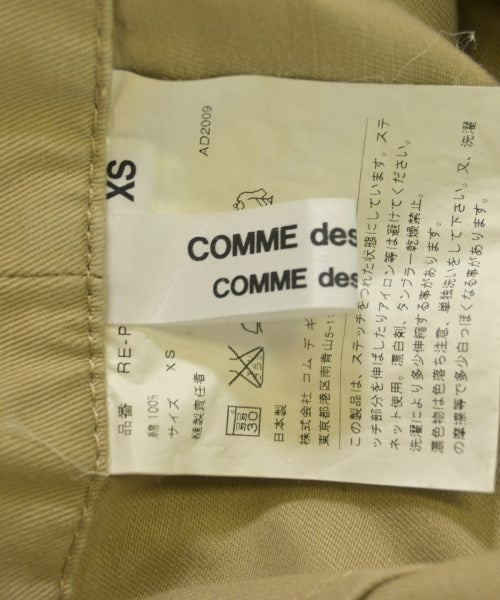 XS
COMME des
COMME des
AD2009
品番 RE-P
綿 100%
サイズ XS
縫製責任者
30
日本製
株式会社 コム デ ギ
東京都港区南青山5-11
この製品は、ステッチをつれた状態にしています。ステ
ッチ部分を伸ばしたりアイロン等は避けてください。
ネット使用。漂白剤、タンブラー乾燥禁止。
洗濯により多少伸縮する事があります。
濃色物は色落ち注意、単独洗いをして下さい。又、洗濯
の摩擦等で多少白っぽくなる事があります。